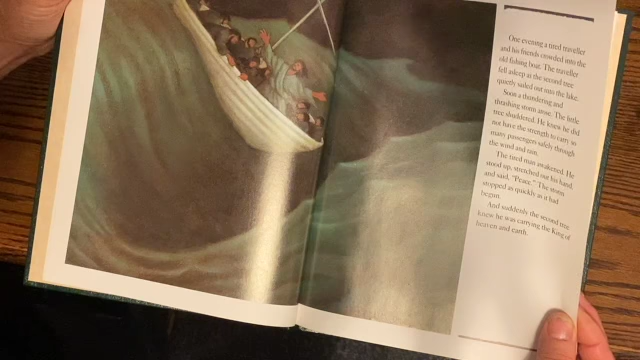 One evening a tired traveller
and his friends crowded into the
old fishing boat. The traveller
fell asleep as the second tree
quietly sailed out into the lake.
Soon a thundering and
thrashing storm arose. The little
tree shuddered. He knew he did
not have the strength to carry so
many passengers safely through
the wind and rain.
The tired man awakened. He
stood up, stretched out his hand,
and said, "Peace." The storm
stopped as quickly as it had
begun.
And suddenly the second tree
knew he was carrying the King of
heaven and earth.